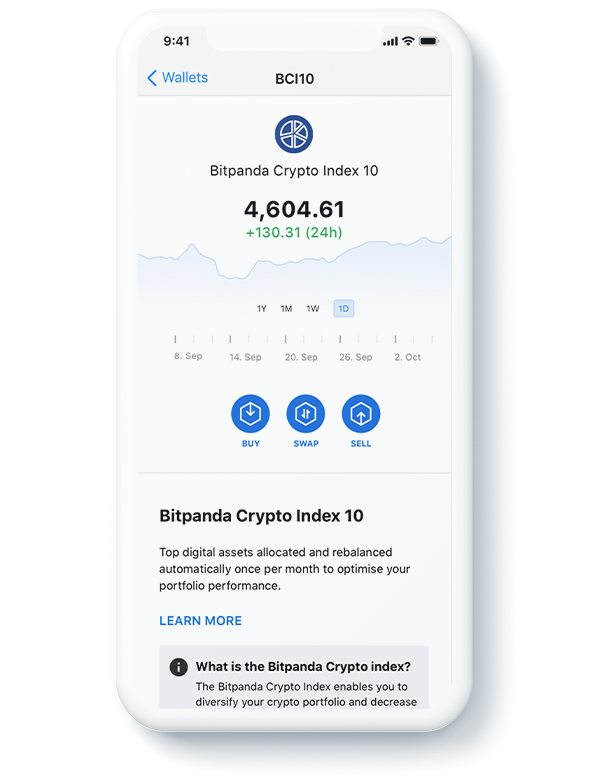 9:41
Wallets
BCI10
Bitpanda Crypto Index 10
4,604.61
+130.31 (24h)
1Y 1M 1W 1D
8. Sep 14. Sep 20. Sep 26. Sep 2. Oct
BUY SWAP SELL
Bitpanda Crypto Index 10
Top digital assets allocated and rebalanced
automatically once per month to optimise your
portfolio performance.
LEARN MORE
What is the Bitpanda Crypto index?
The Bitpanda Crypto Index enables you to
diversify your crypto portfolio and decrease